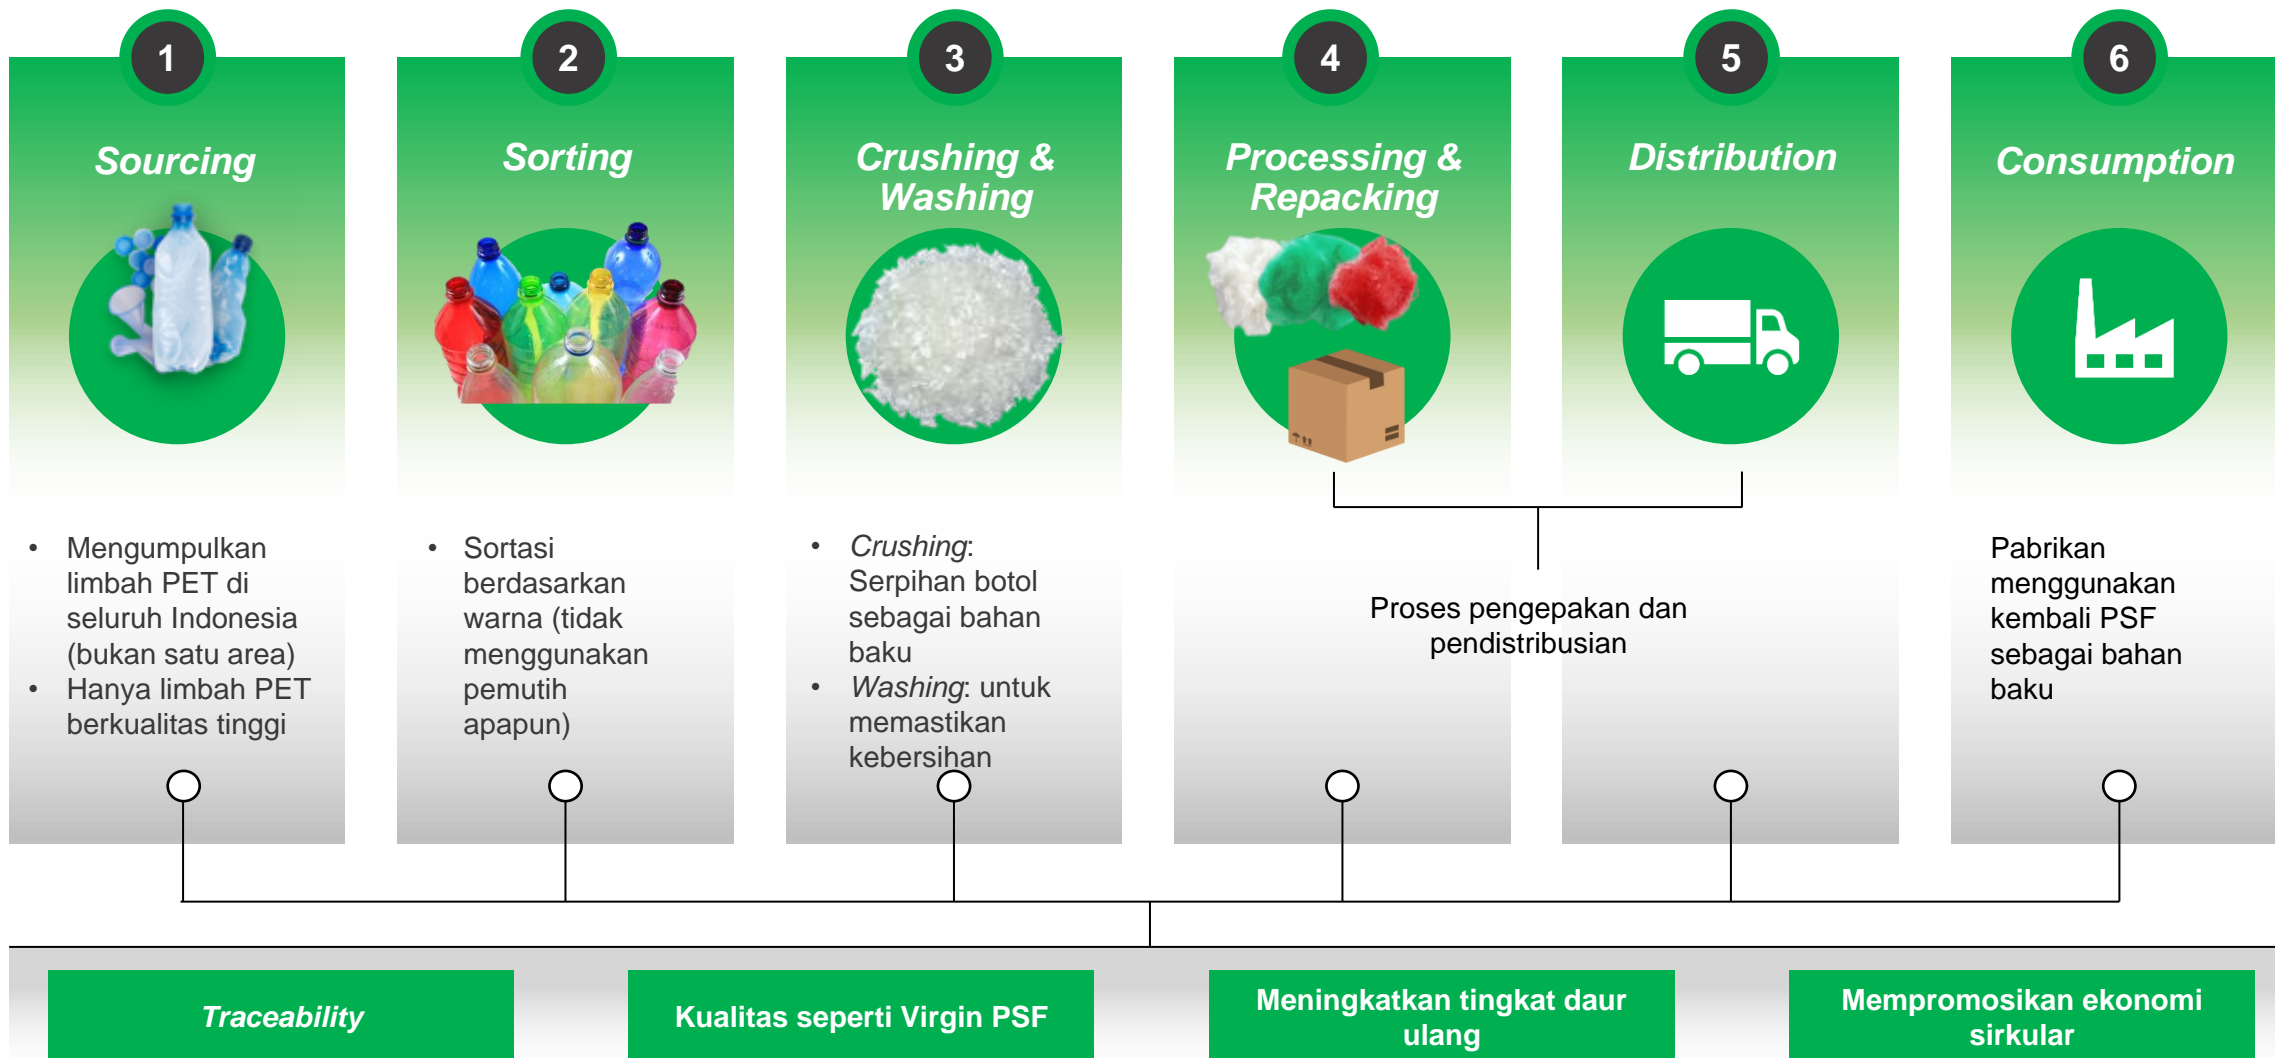 1
Sourcing
• Mengumpulkan
limbah PET di
seluruh Indonesia
(bukan satu area)
• Hanya limbah PET
berkualitas tinggi
2
Sorting
• Sortasi
berdasarkan
warna (tidak
menggunakan
pemutih
apapun)
3
Crushing &
Washing
• Crushing:
Serpihan botol
sebagai bahan
baku
• Washing: untuk
memastikan
kebersihan
4
Processing &
Repacking
5
Distribution
Proses pengepakan dan
pendistribusian
6
Consumption
Pabrikan
menggunakan
kembali PSF
sebagai bahan
baku
Traceability
Kualitas seperti Virgin PSF
Meningkatkan tingkat daur
ulang
Mempromosikan ekonomi
sirkular